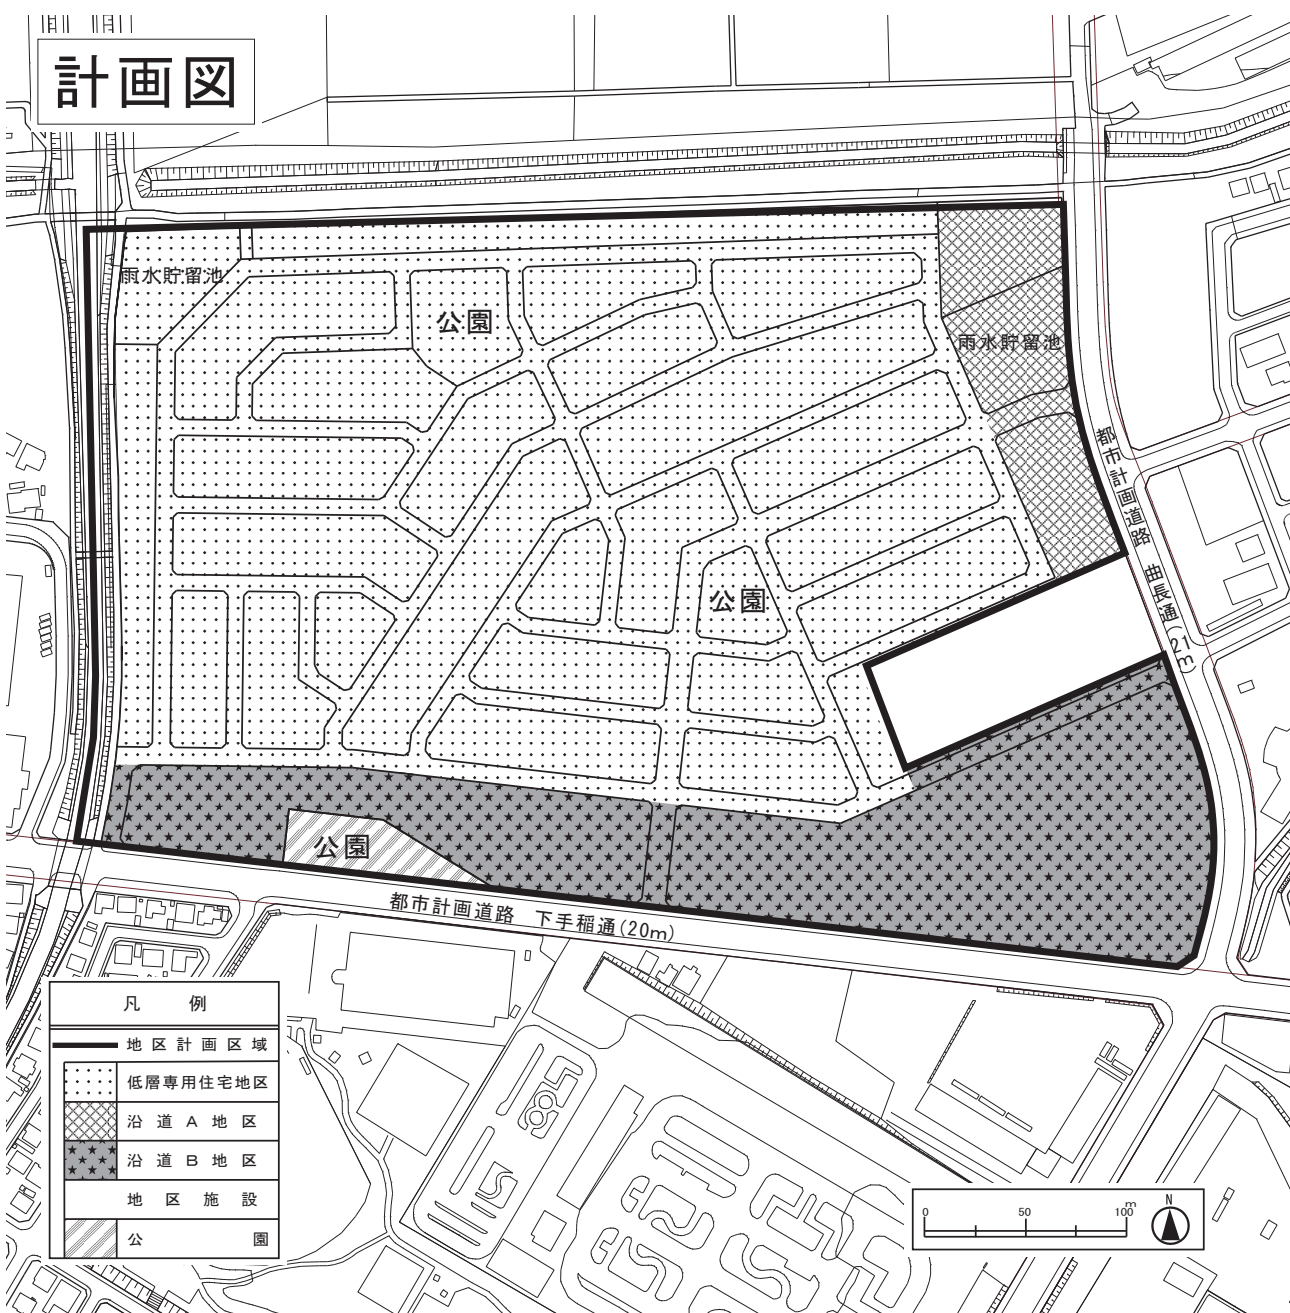 計画図
雨水貯留池
公園
雨水貯留池
都市計画道路 曲長通(21m)
公園
公園
都市計画道路 下手稲通(20m)
凡 例
地区計画区域
低層専用住宅地区
沿道A地区
沿道B地区
地区施設
公園
0 50 100m
N